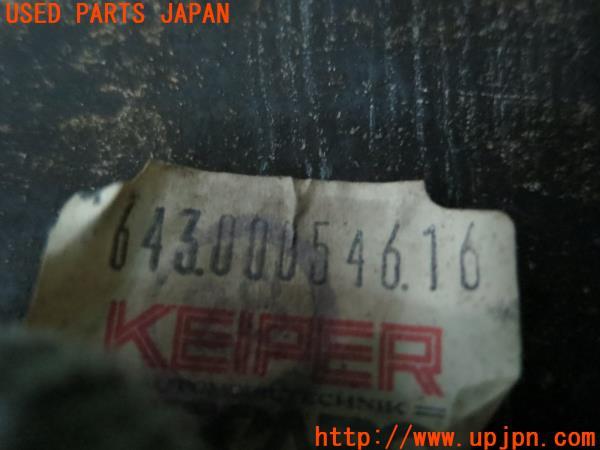 USED PARTS JAPAN
643.000546.16
KEIPER
http://www.upjpn.com/